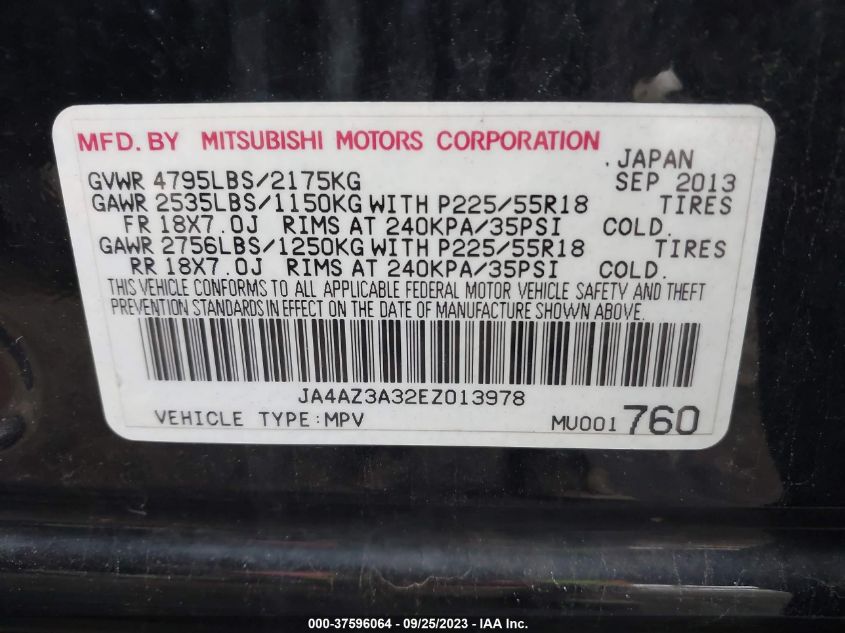 MFD. BY MITSUBISHI MOTORS CORPORATION
. JAPAN
GVWR 4795LBS/2175KG SEP 2013
GAWR 2535LBS/1150KG WITH P225/55R18 TIRES
FR 18X7.0J RIMS AT 240KPA/35PSI COLD.
GAWR 2756LBS/1250KG WITH P225/55R18 TIRES
RR 18X7.0J RIMS AT 240KPA/35PSI COLD.
THIS VEHICLE CONFORMS TO ALL APPLICABLE FEDERAL MOTOR VEHICLE SAFETY AND THEFT
PREVENTION STANDARDS IN EFFECT ON THE DATE OF MANUFACTURE SHOWN ABOVE.
JA4AZ3A32EZ013978
VEHICLE TYPE:MPV MU001 760
000-37596064 - 09/25/2023 - IAA Inc.